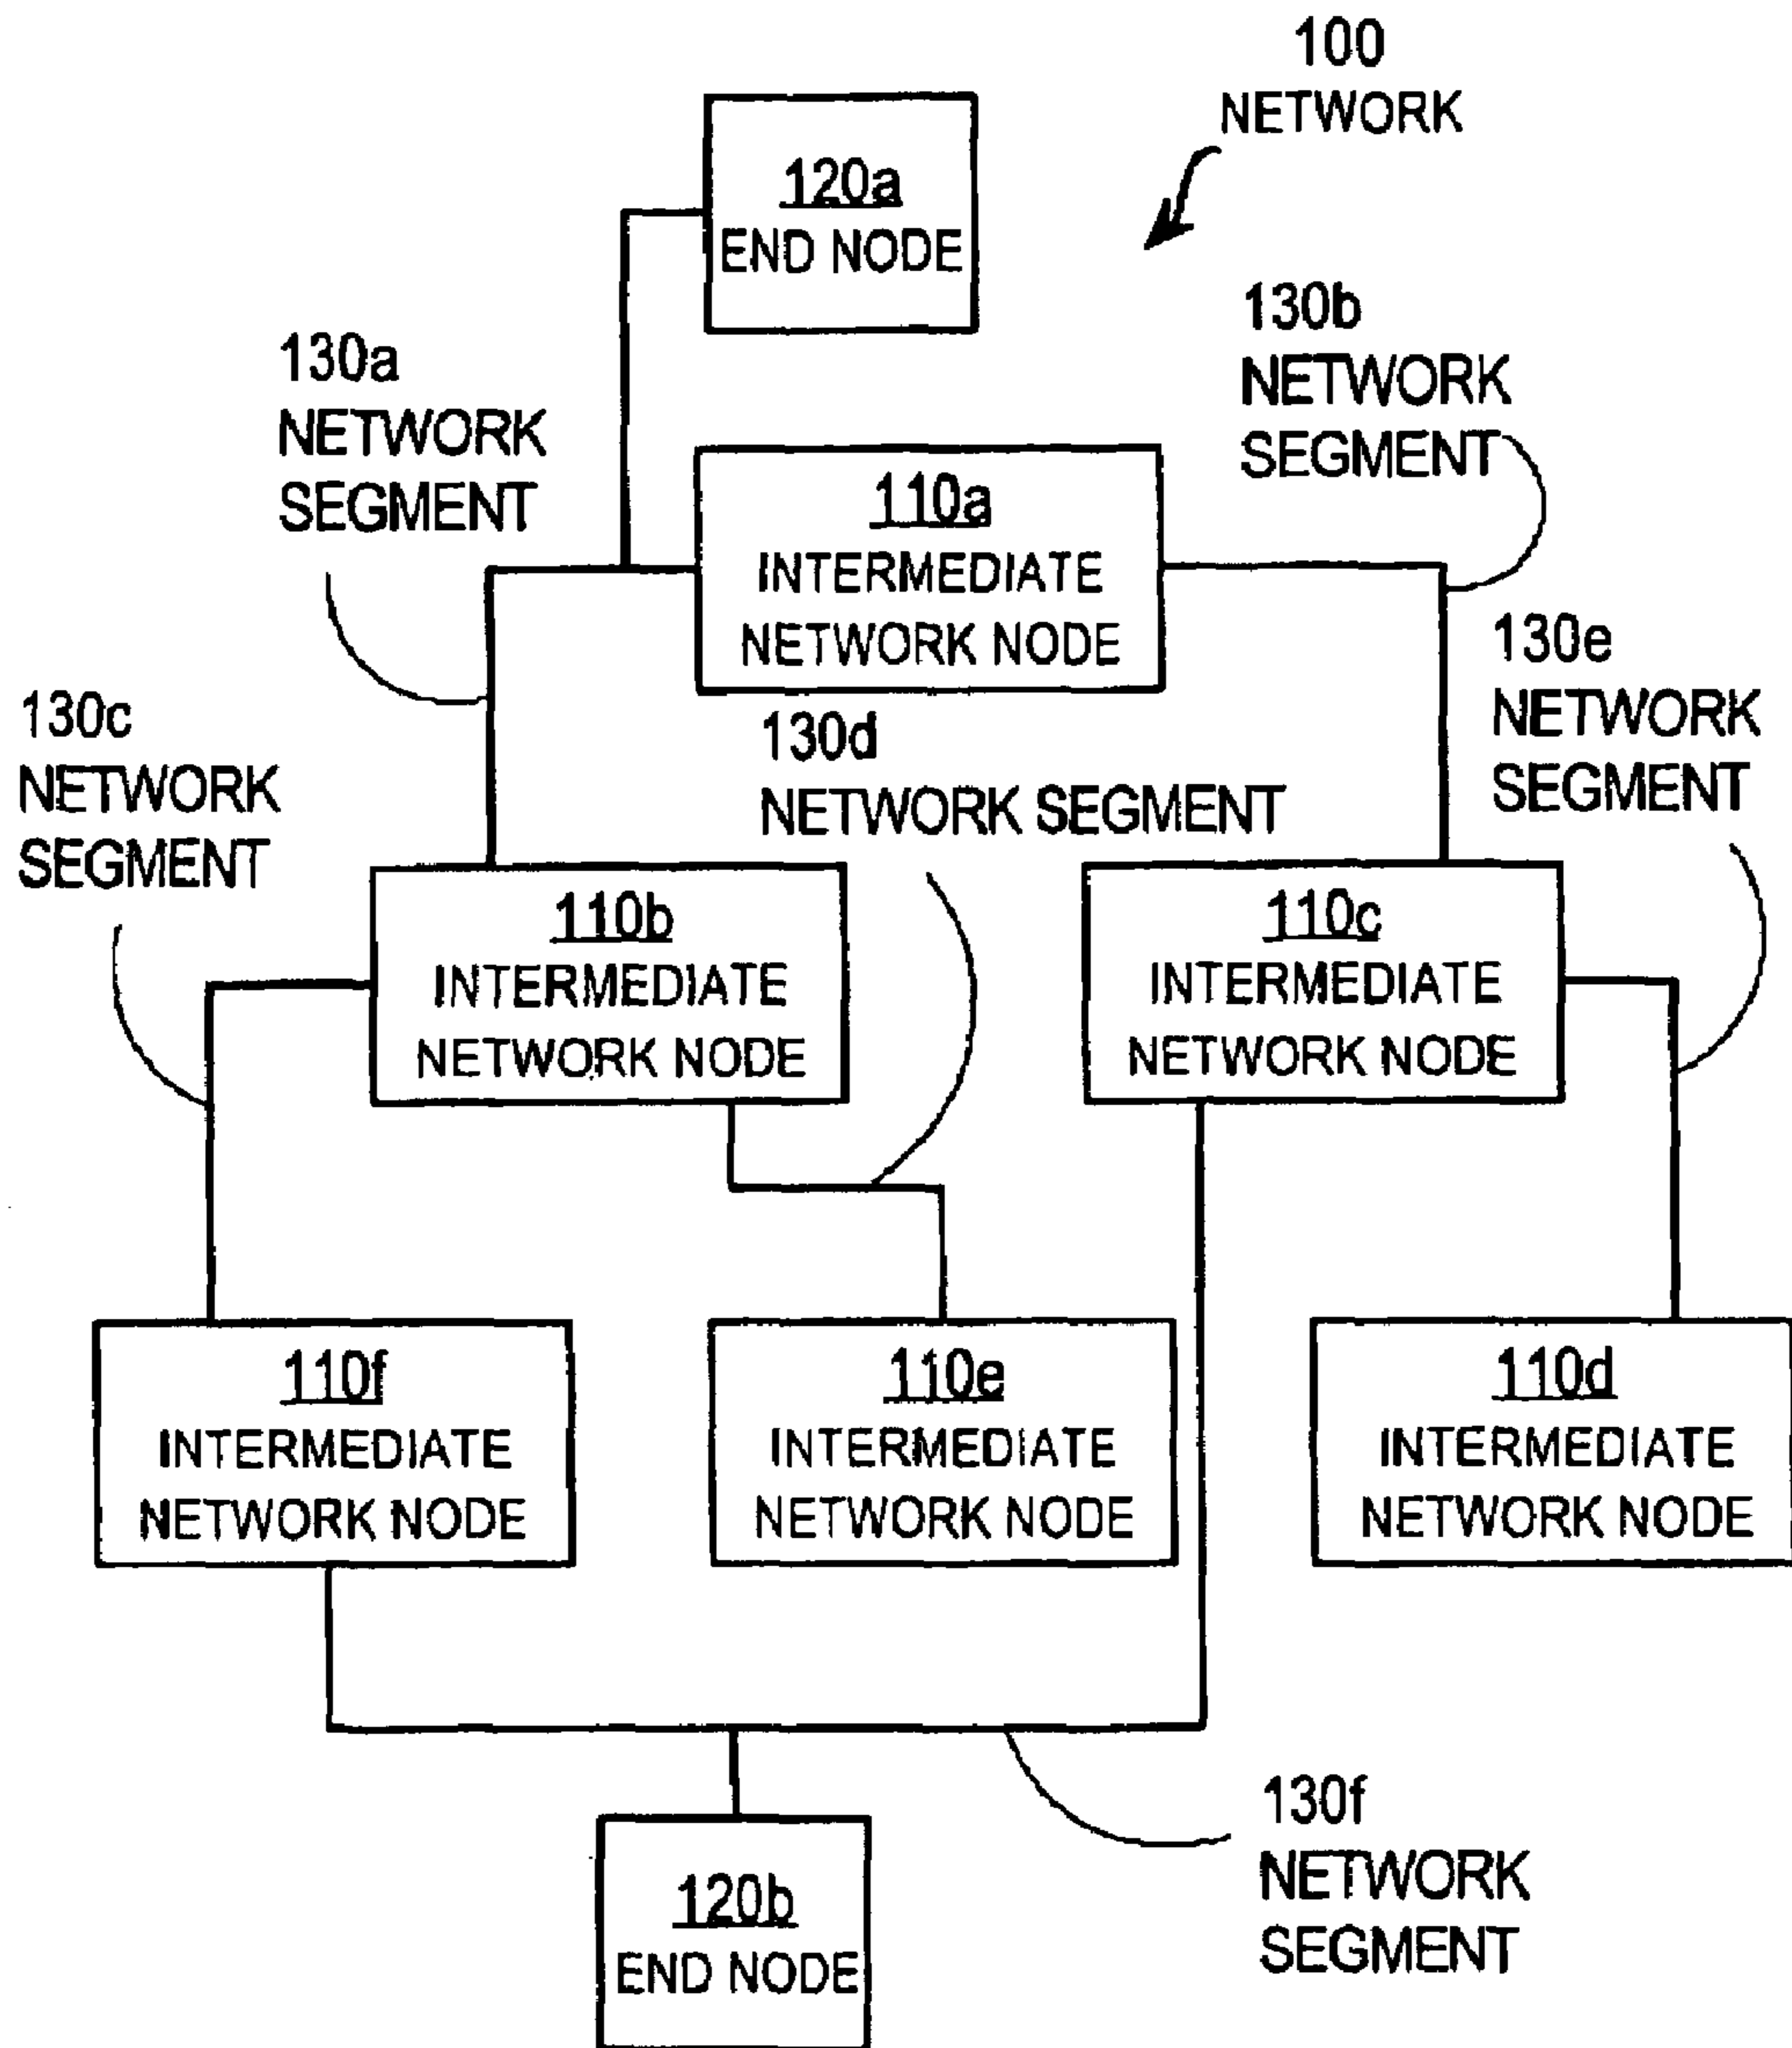 100
NETWORK
120a
END NODE
130b
NETWORK
SEGMENT
130a
NETWORK
SEGMENT
110a
INTERMEDIATE
NETWORK NODE
130e
NETWORK
SEGMENT
130c
NETWORK
SEGMENT
130d
NETWORK SEGMENT
110b
INTERMEDIATE
NETWORK NODE
110c
INTERMEDIATE
NETWORK NODE
110f
INTERMEDIATE
NETWORK NODE
110e
INTERMEDIATE
NETWORK NODE
110d
INTERMEDIATE
NETWORK NODE
130f
NETWORK
SEGMENT
120b
END NODE